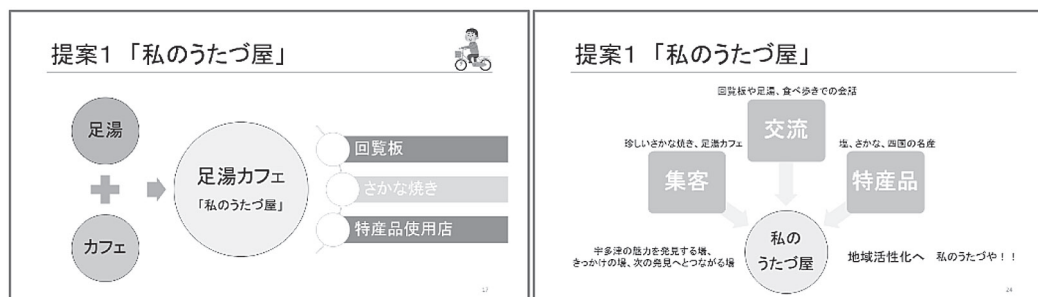 提案1 「私のうたづ屋」
足湯
カフェ
足湯カフェ
「私のうたづ屋」
回覧板
さかな焼き
特産品使用店
17
提案1 「私のうたづ屋」
回覧板や足湯、食べ歩きでの会話
交流
珍しいさかな焼き、足湯カフェ
集客
塩、さかな、四国の名産
特産品
私の
うたづ屋
宇多津の魅力を発見する場、
きっかけの場、次の発見へとつながる場
地域活性化へ 私のうたづや！！
24